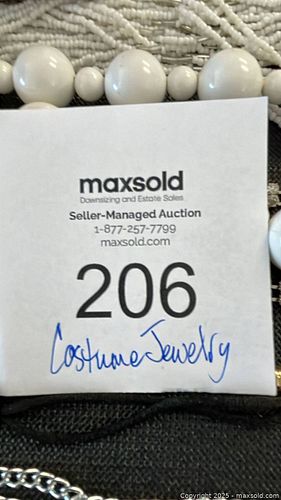 maxsold
Downsizing and Estate Sales
Seller-Managed Auction
1-877-257-7799
maxsold.com
206
Costume Jewelry
Copyright 2025 - maxsold.com